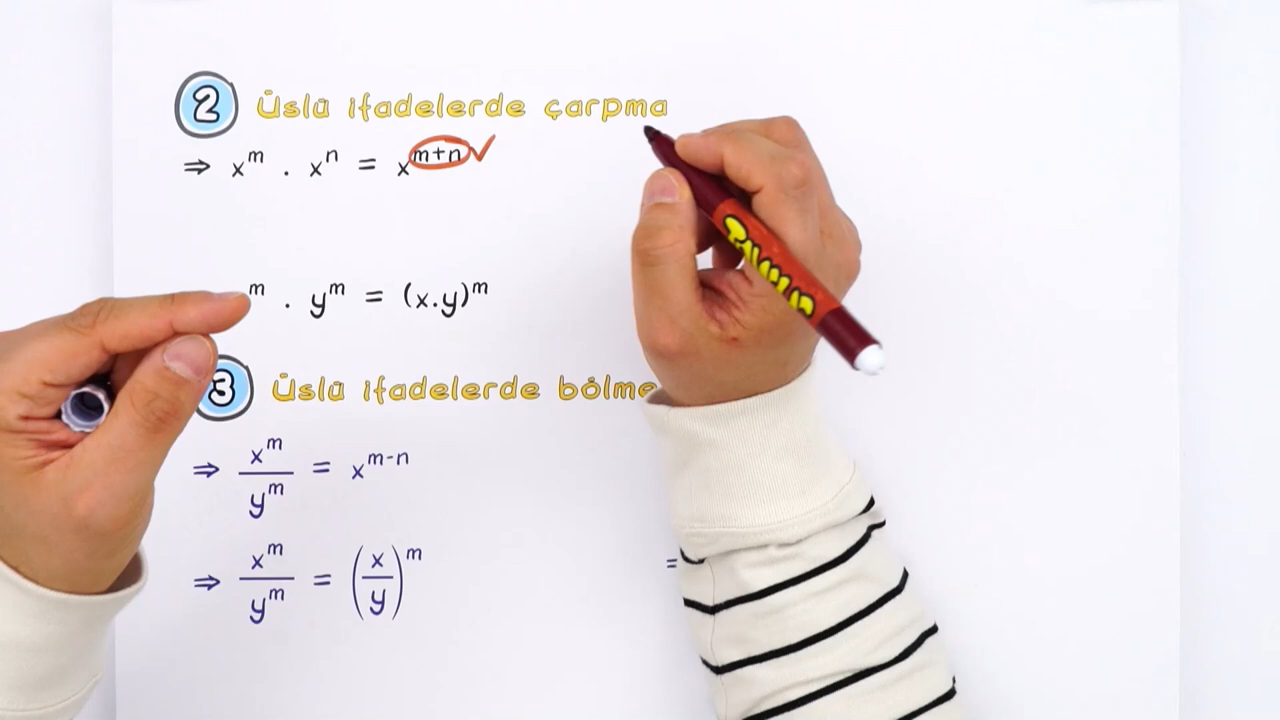 2 Üslü ifadelerde çarpma
⇒ x^m . x^n = x^(m+n) ✓
^m . y^m = (x.y)^m
3 Üslü ifadelerde bölme
⇒ x^m / y^m = x^(m-n)
⇒ x^m / y^m = (x/y)^m =